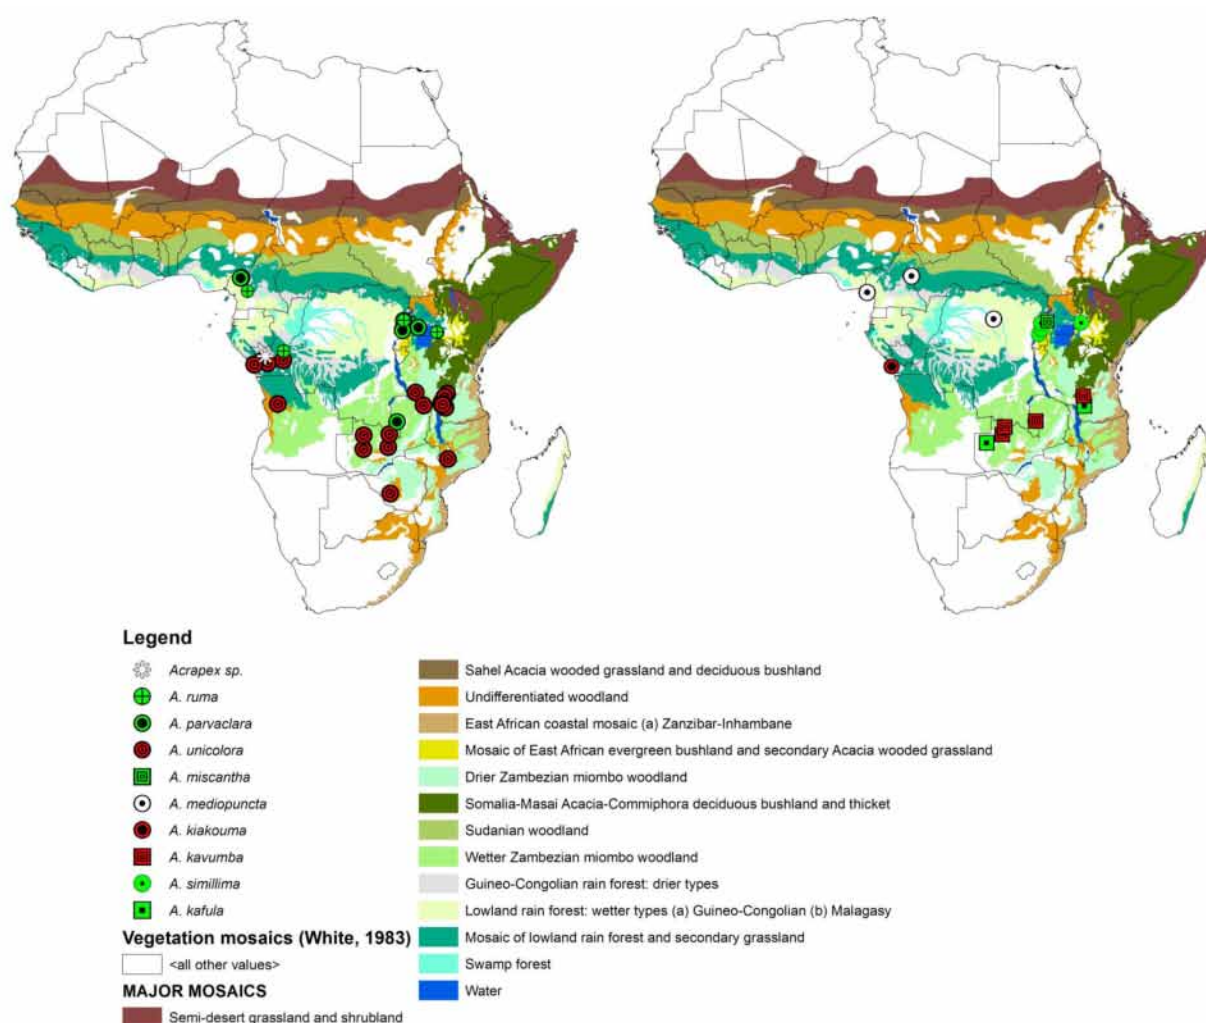 Legend
Acrapex sp.
A. ruma
A. parvaclara
A. unicolora
A. miscantha
A. mediopuncta
A. kiakouma
A. kavumba
A. simillima
A. kafula
Vegetation mosaics (White, 1983)
<all other values>
MAJOR MOSAICS
Semi-desert grassland and shrubland
Sahel Acacia wooded grassland and deciduous bushland
Undifferentiated woodland
East African coastal mosaic (a) Zanzibar-Inhambane
Mosaic of East African evergreen bushland and secondary Acacia wooded grassland
Drier Zambezian miombo woodland
Somalia-Masai Acacia-Commiphora deciduous bushland and thicket
Sudanian woodland
Wetter Zambezian miombo woodland
Guineo-Congolian rain forest: drier types
Lowland rain forest: wetter types (a) Guineo-Congolian (b) Malagasy
Mosaic of lowland rain forest and secondary grassland
Swamp forest
Water